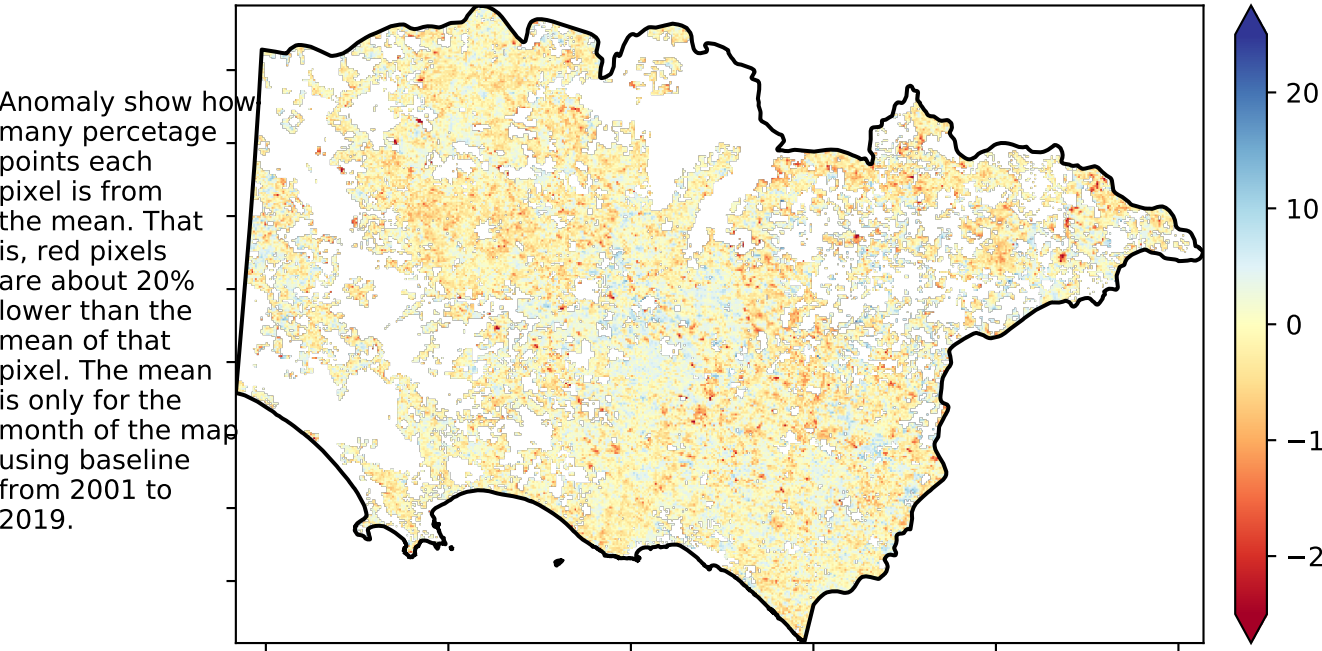 Anomaly show how
many percetage
points each
pixel is from
the mean. That
is, red pixels
are about 20%
lower than the
mean of that
pixel. The mean
is only for the
month of the map
using baseline
from 2001 to
2019.
20
10
0
−1
−2